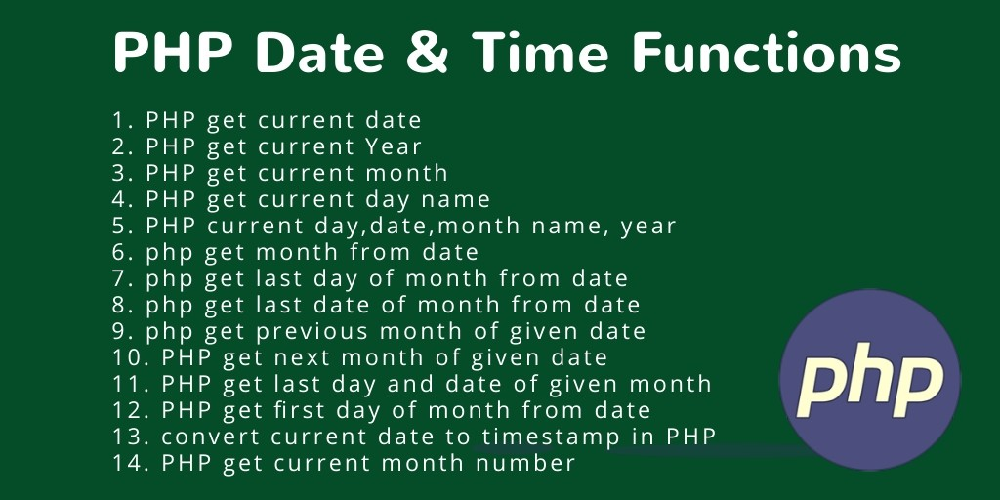 PHP Date & Time Functions
1. PHP get current date
2. PHP get current Year
3. PHP get current month
4. PHP get current day name
5. PHP current day,date,month name, year
6. php get month from date
7. php get last day of month from date
8. php get last date of month from date
9. php get previous month of given date
10. PHP get next month of given date
11. PHP get last day and date of given month
12. PHP get first day of month from date
13. convert current date to timestamp in PHP
14. PHP get current month number
php